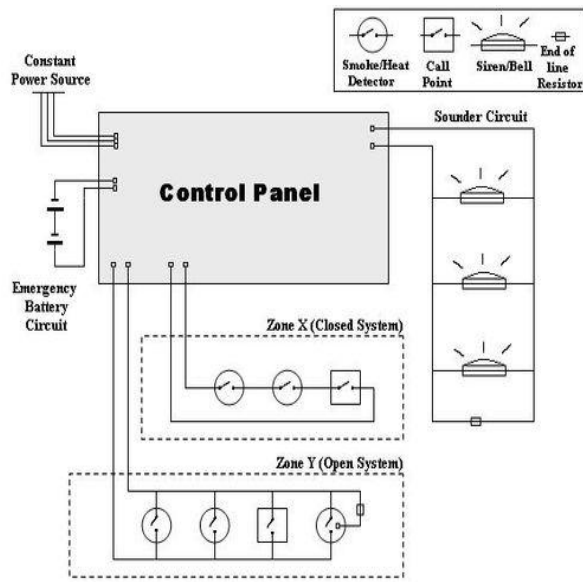 Constant
Power Source
Smoke/Heat
Detector
Call
Point
Siren/Bell
End of
line
Resistor
Sounder Circuit
Control Panel
Emergency
Battery
Circuit
Zone X (Closed System)
Zone Y (Open System)